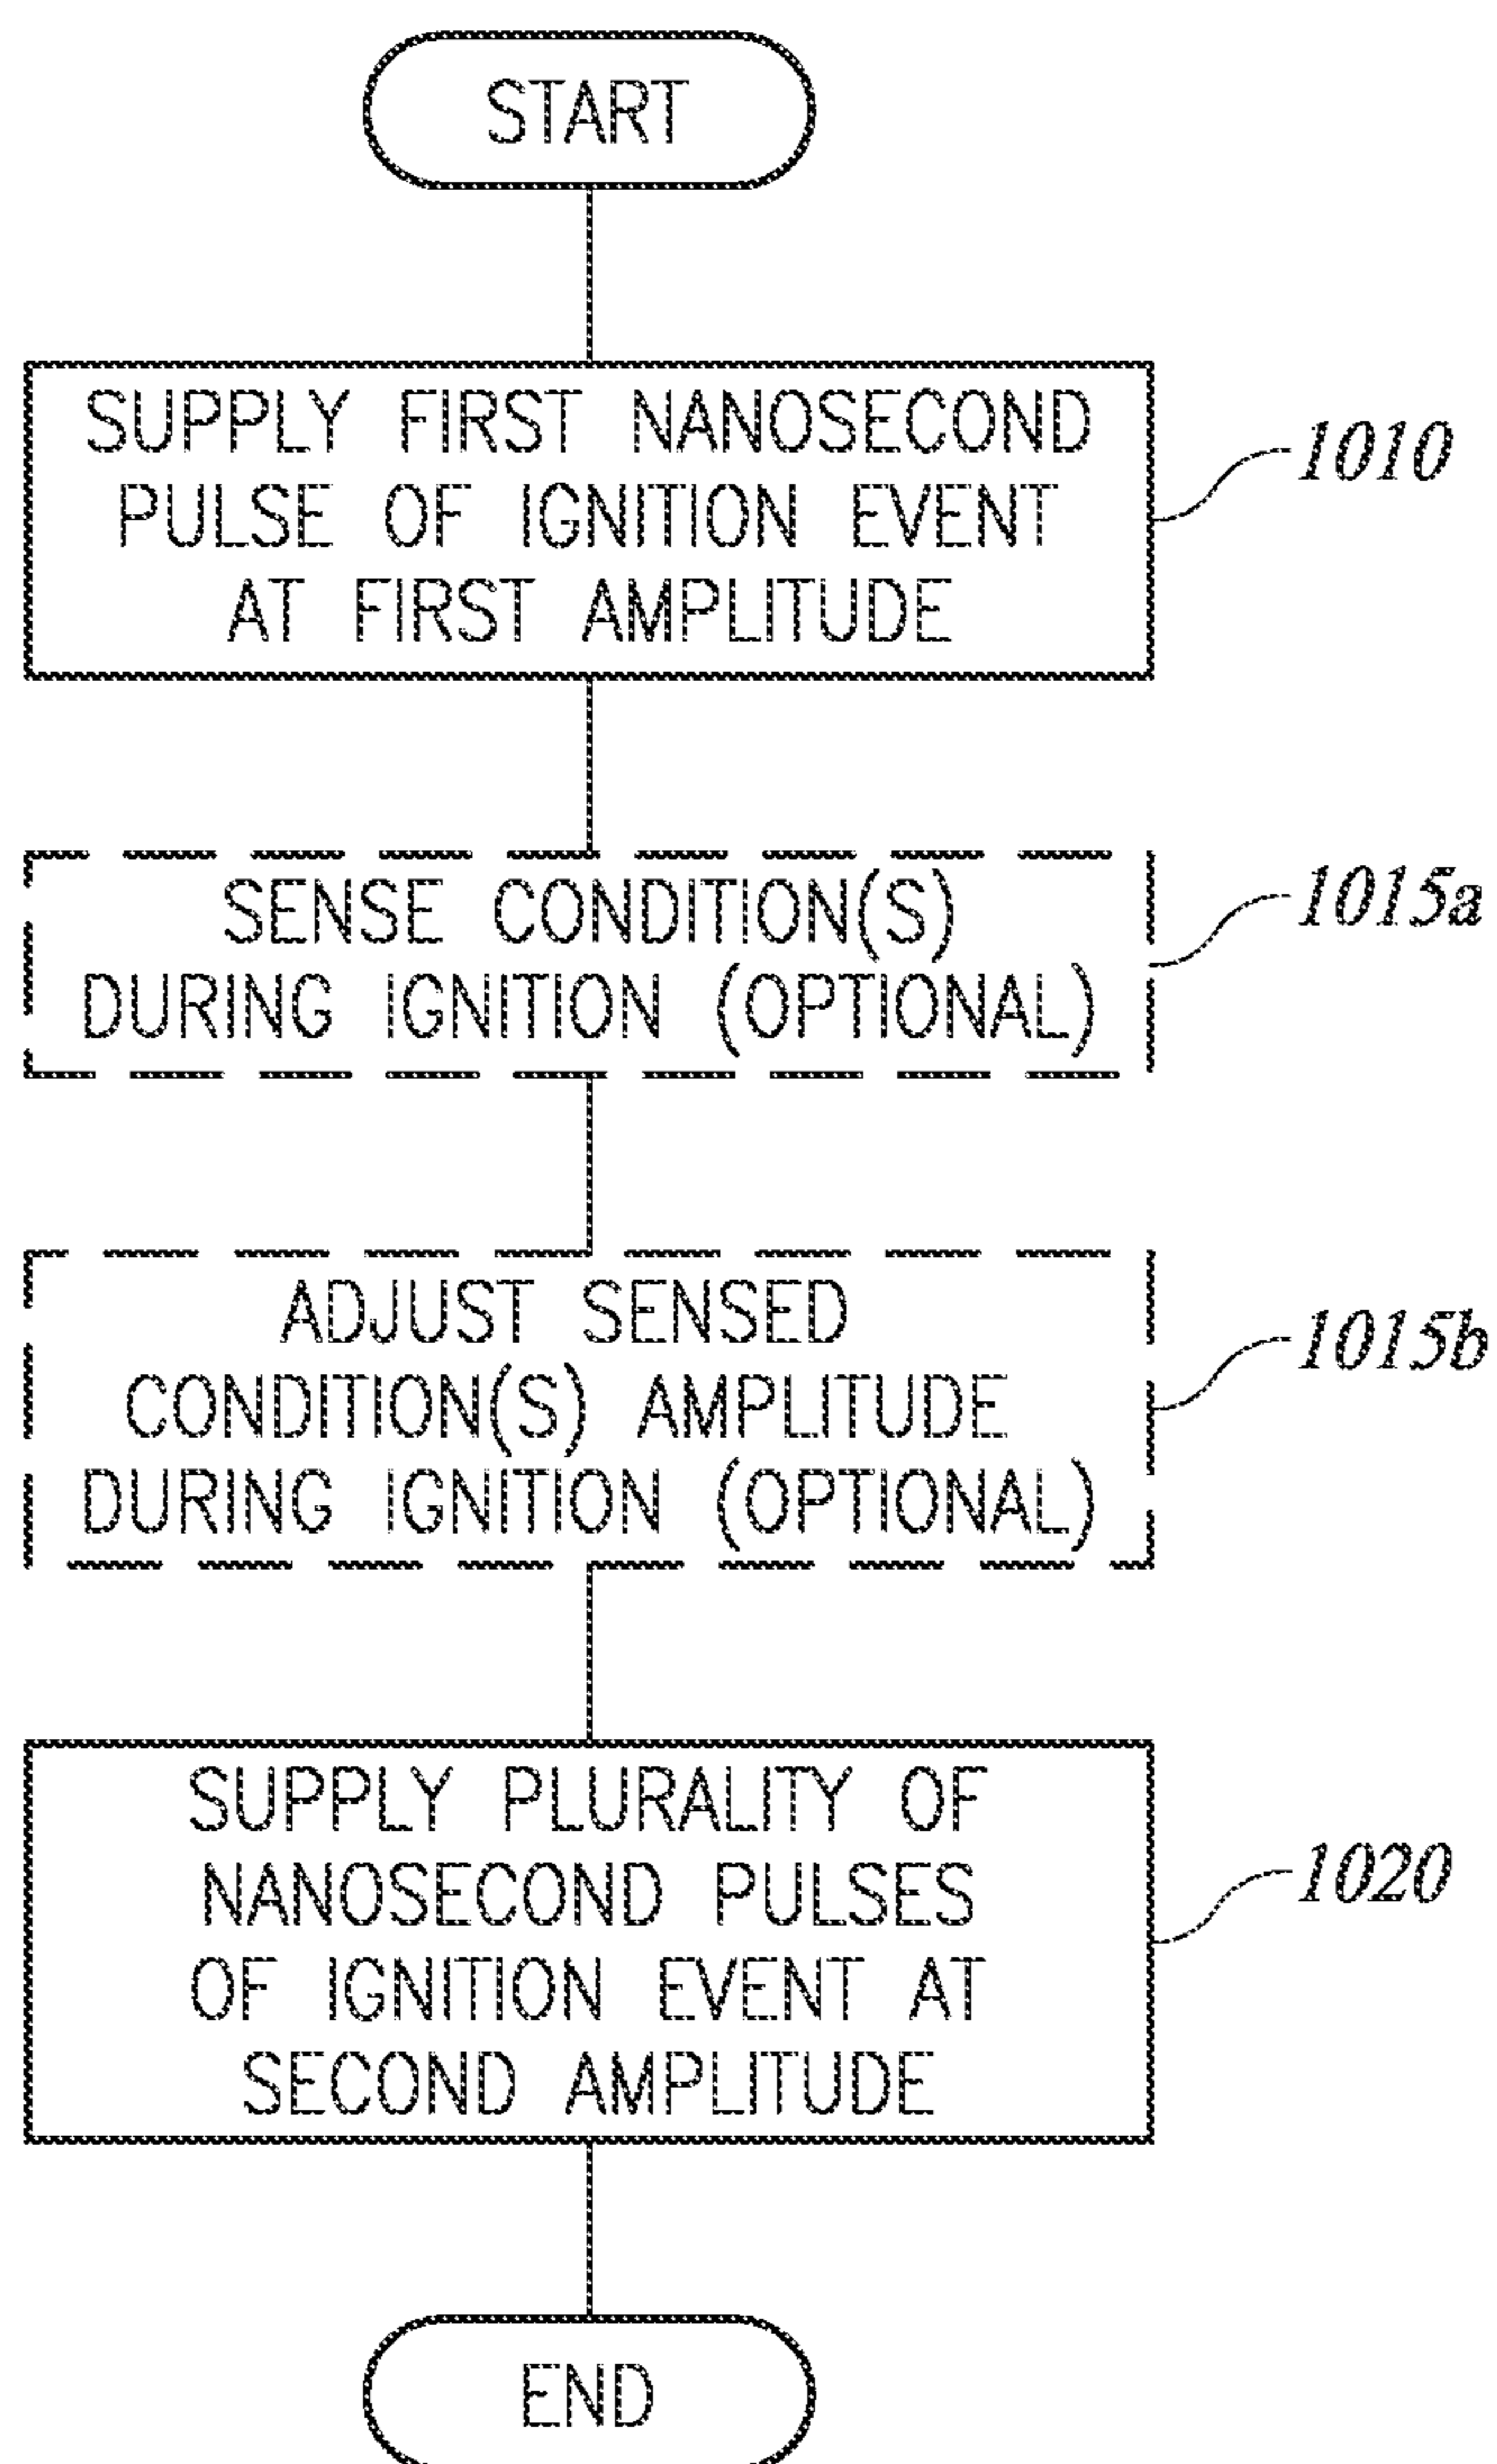 START
SUPPLY FIRST NANOSECOND
PULSE OF IGNITION EVENT
AT FIRST AMPLITUDE
1010
SENSE CONDITION(S)
DURING IGNITION (OPTIONAL)
1015a
ADJUST SENSED
CONDITION(S) AMPLITUDE
DURING IGNITION (OPTIONAL)
1015b
SUPPLY PLURALITY OF
NANOSECOND PULSES
OF IGNITION EVENT AT
SECOND AMPLITUDE
1020
END